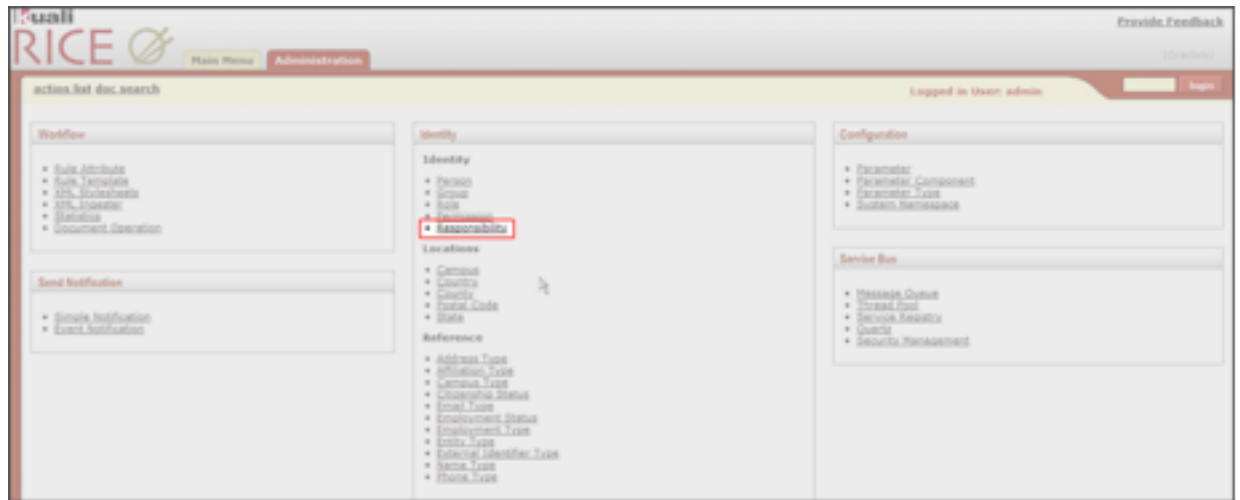 Kuali
RICE
Provide Feedback
Main Menu
Administration
action list doc search
Logged in User: admin
login
Workflow
Rule Attribute
Rule Template
XML Stylesheets
XML Ingester
Statistics
Document Operation
Send Notification
Simple Notification
Event Notification
Identity
Identity
Person
Group
Role
Permission
Responsibility
Locations
Campus
Country
County
Postal Code
State
Reference
Address Type
Affiliation Type
Campus Type
Citizenship Status
Email Type
Employment Status
Employment Type
Entity Type
External Identifier Type
Name Type
Phone Type
Configuration
Parameter
Parameter Component
Parameter Type
System Namespace
Service Bus
Message Queue
Thread Pool
Service Registry
Quartz
Security Management